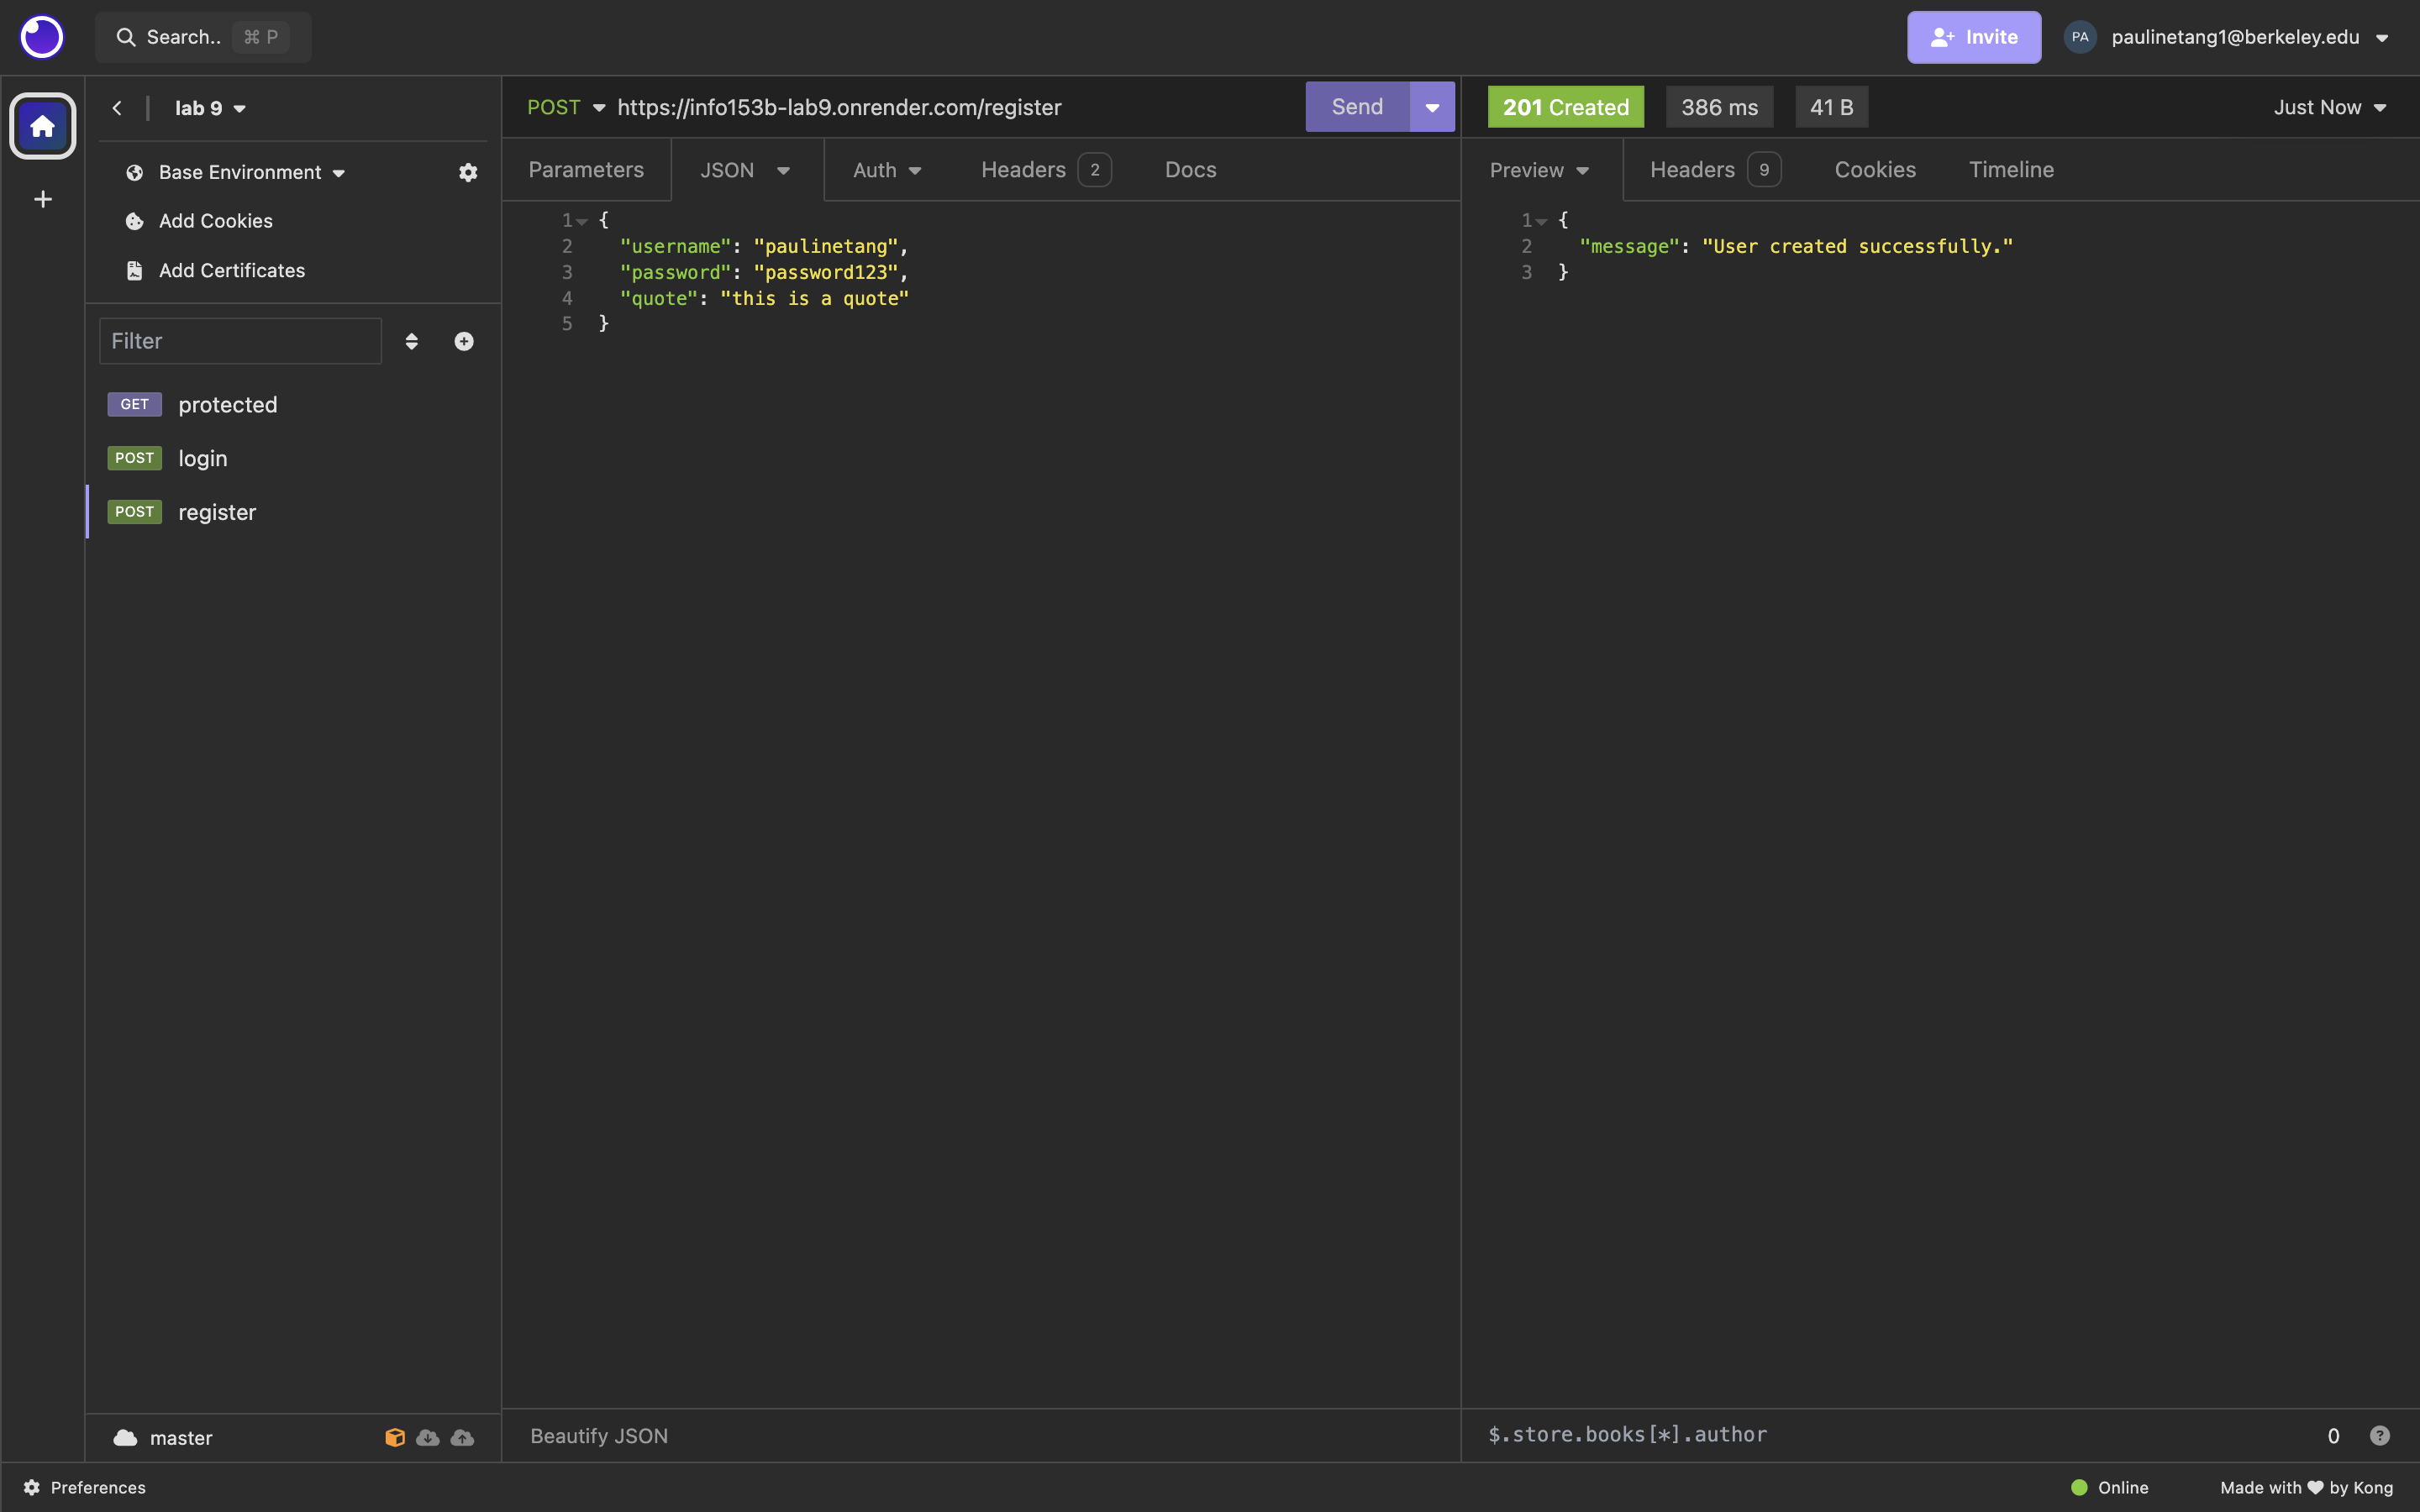 Search.. ⌘ P
Invite
PA paulinetang1@berkeley.edu
lab 9
Base Environment
Add Cookies
Add Certificates
Filter
GET protected
POST login
POST register
master
POST https://info153b-lab9.onrender.com/register Send
Parameters JSON Auth Headers 2 Docs
1 {
2 "username": "paulinetang",
3 "password": "password123",
4 "quote": "this is a quote"
5 }
Beautify JSON
201 Created 386 ms 41 B Just Now
Preview Headers 9 Cookies Timeline
1 {
2 "message": "User created successfully."
3 }
$.store.books[*].author 0 ?
Preferences
Online
Made with ♥ by Kong